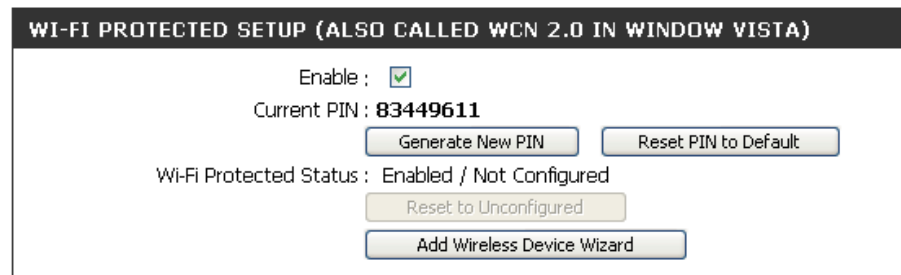 WI-FI PROTECTED SETUP (ALSO CALLED WCN 2.0 IN WINDOW VISTA)
Enable :
Current PIN : 83449611
Generate New PIN Reset PIN to Default
Wi-Fi Protected Status : Enabled / Not Configured
Reset to Unconfigured
Add Wireless Device Wizard